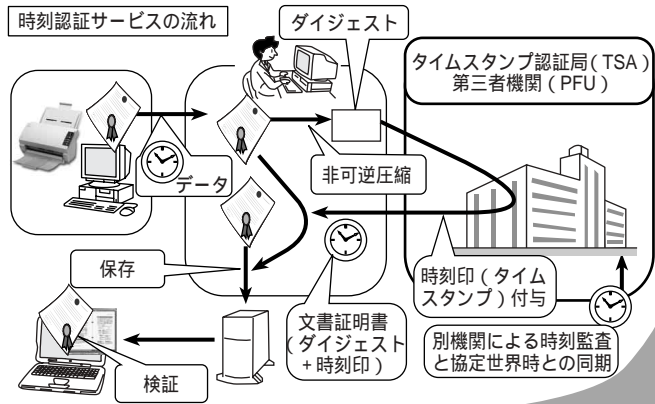 時刻認証サービスの流れ
ダイジェスト
タイムスタンプ認証局（TSA）
第三者機関（PFU）
データ
非可逆圧縮
保存
時刻印（タイム
スタンプ）付与
文書証明書
（ダイジェスト
＋時刻印）
別機関による時刻監査
と協定世界時との同期
検証